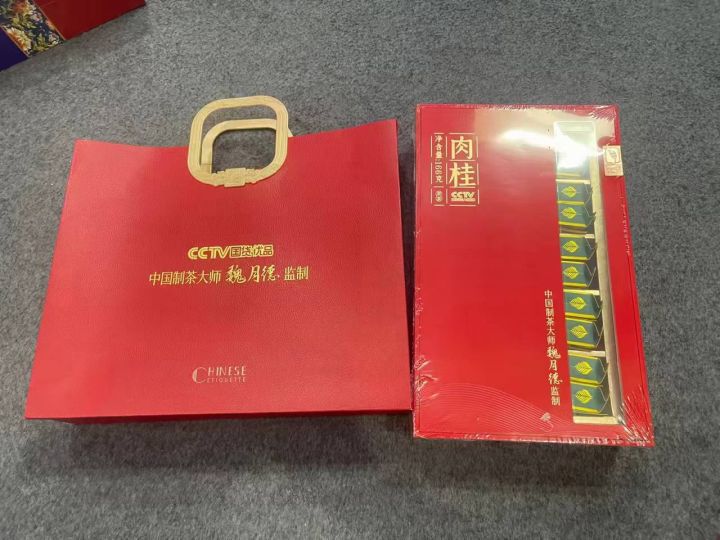 CCTV国货优品
中国制茶大师魏月德监制
CHINESE
ETIQUETTE
肉桂
CCTV
净含量:166克
中国制茶大师魏月德监制